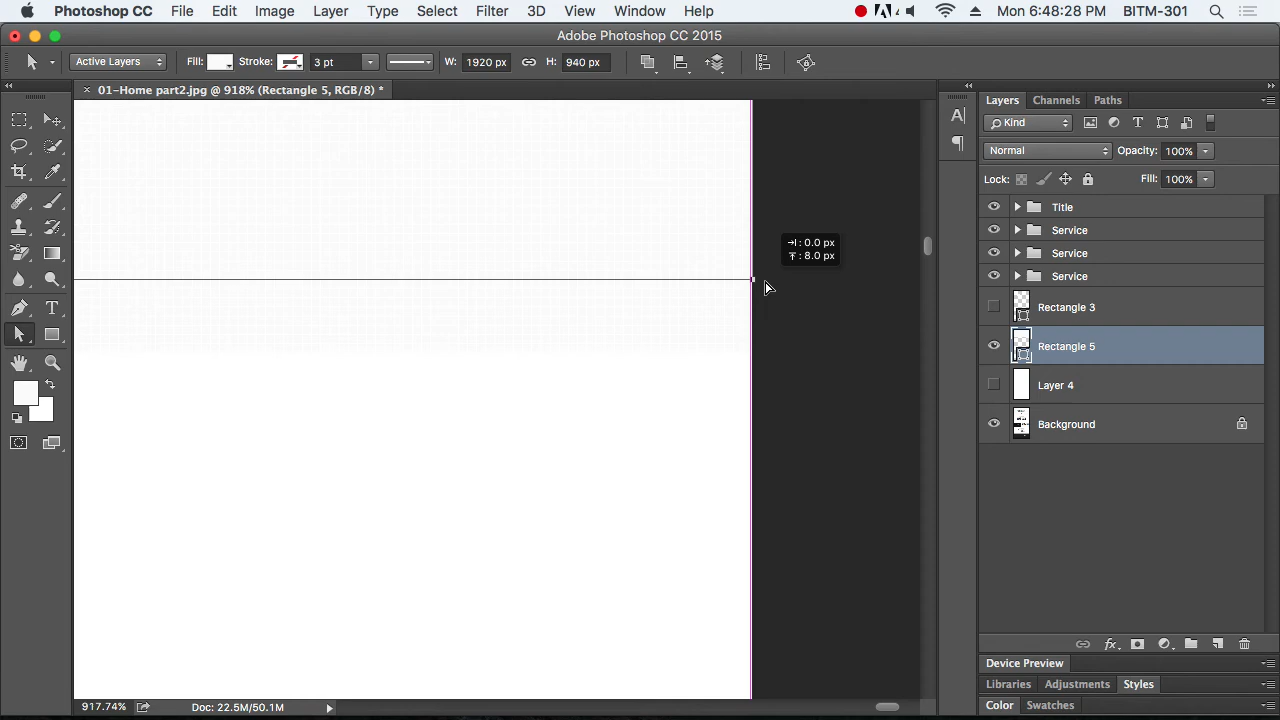 Photoshop CC File Edit Image Layer Type Select Filter 3D View Window Help Mon 6:48:28 PM BITM-301
Adobe Photoshop CC 2015
Active Layers Fill: Stroke: 3 pt W: 1920 px H: 940 px
01-Home part2.jpg @ 918% (Rectangle 5, RGB/8) *
Layers Channels Paths
Kind
Normal Opacity: 100%
Lock: Fill: 100%
Title
Service
Service
Service
Rectangle 3
Rectangle 5
Layer 4
Background
: 0.0 px
: 8.0 px
Device Preview
Libraries Adjustments Styles
Color Swatches
917.74% Doc: 22.5M/50.1M